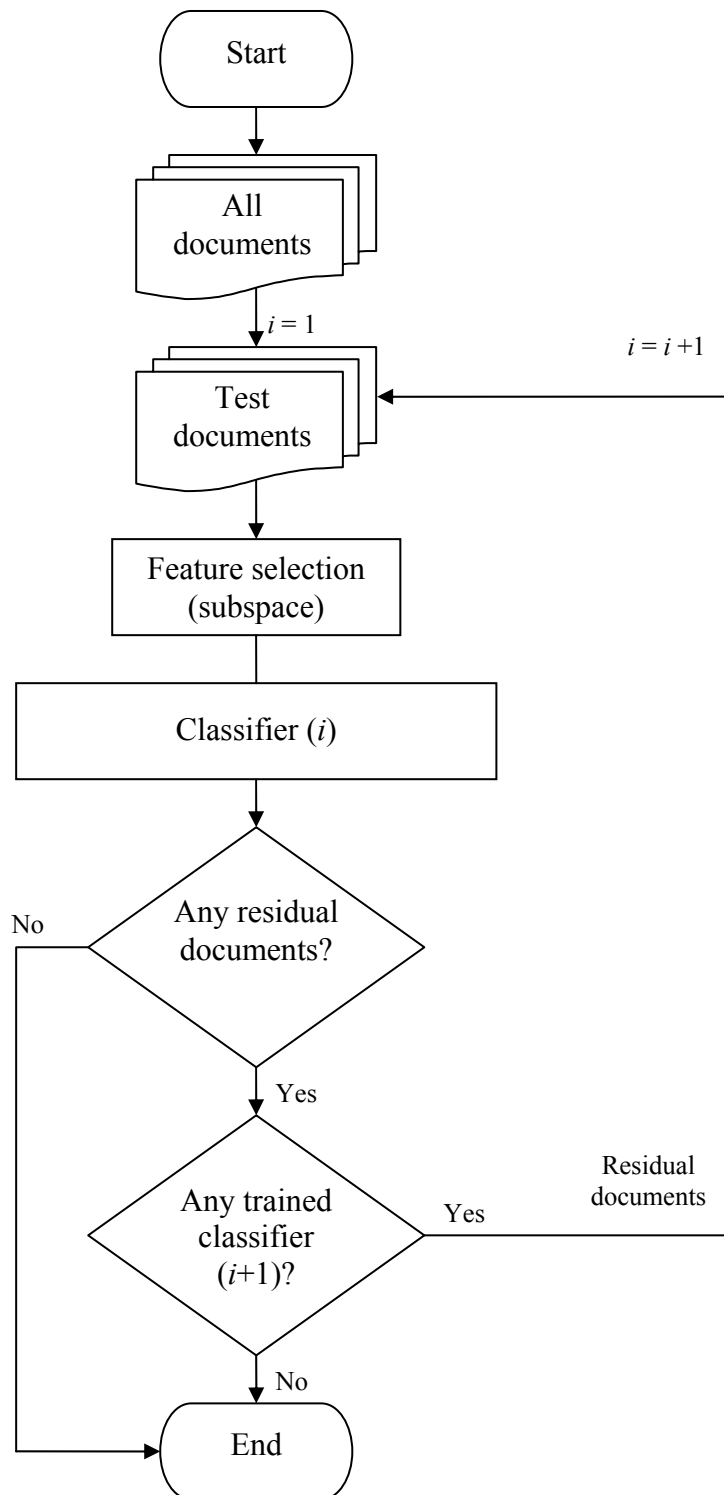 Start
All
documents
i = 1
i = i +1
Test
documents
Feature selection
(subspace)
Classifier (i)
Any residual
documents?
No
Yes
Residual
documents
Any trained
classifier
(i+1)?
Yes
No
End